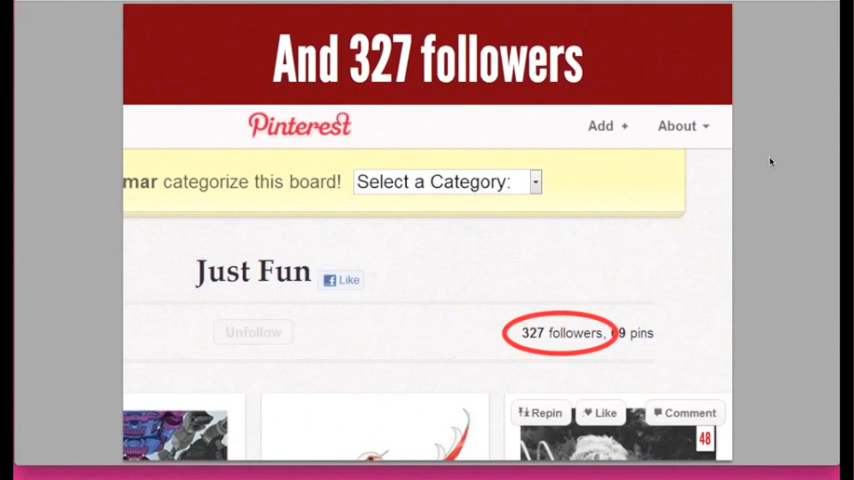 And 327 followers
Pinterest
Add + About
mar categorize this board! Select a Category:
Just Fun Like
Unfollow 327 followers, 9 pins
Repin Like Comment
48